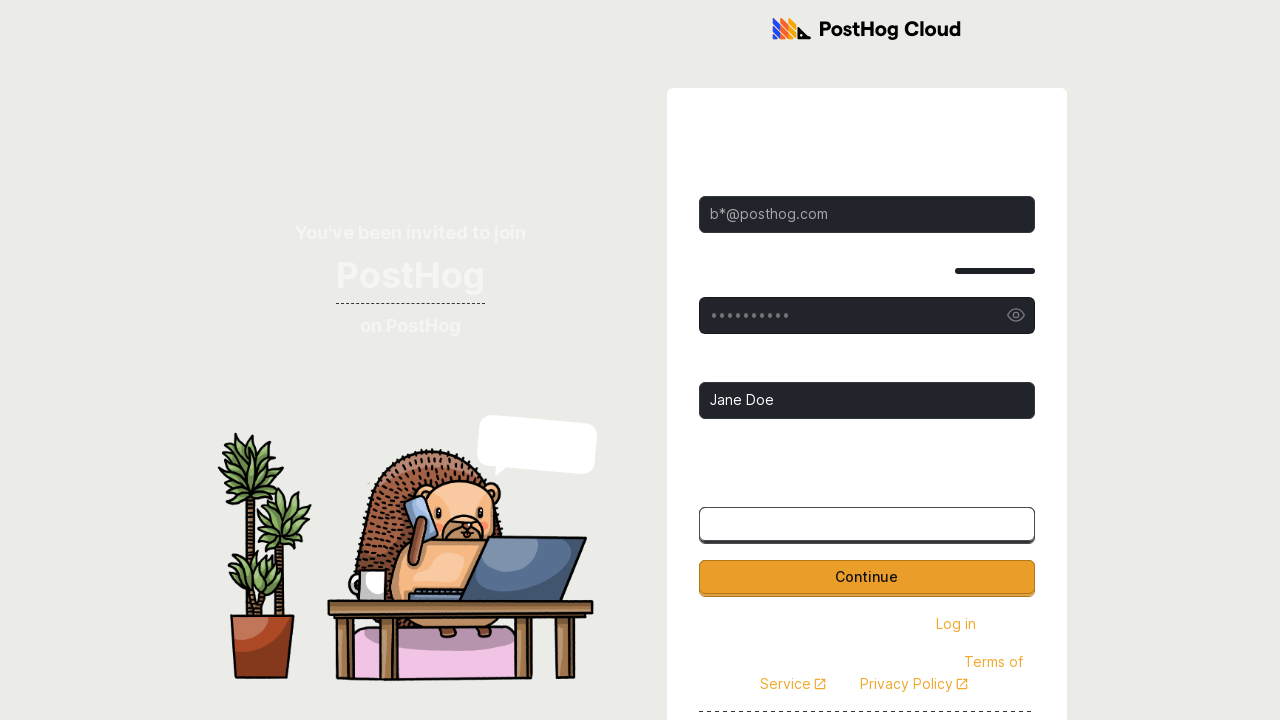 PostHog Cloud
You've been invited to join
PostHog
on PostHog
b*@posthog.com
••••••••••
Jane Doe
Continue
Log in
Terms of
Service
Privacy Policy